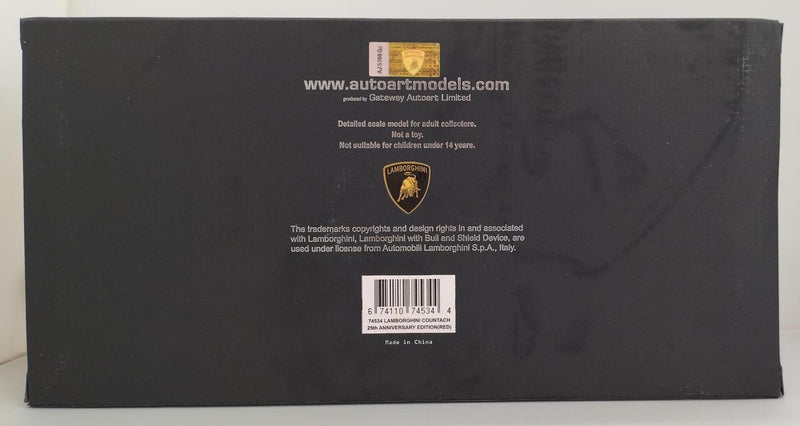 www.autoartmodels.com
produced by Gateway Autoart Limited
Detailed scale model for adult collectors.
Not a toy.
Not suitable for children under 14 years.
LAMBORGHINI
The trademarks copyrights and design rights in and associated
with Lamborghini, Lamborghini with Bull and Shield Device, are
used under license from Automobili Lamborghini S.p.A., Italy.
6 74110 74534 4
74534 LAMBORGHINI COUNTACH
25th ANNIVERSARY EDITION(RED)
Made in China